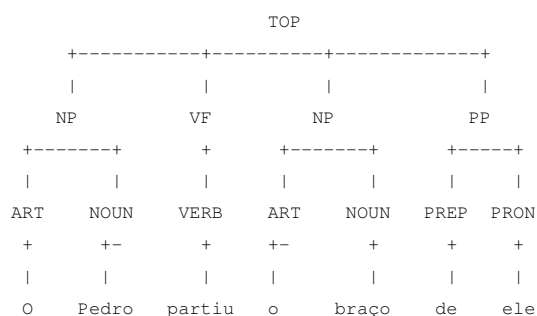 TOP
+-----------+----------+-------------+
| | | |
NP VF NP PP
+-------+ + +-------+ +-----+
| | | | | | |
ART NOUN VERB ART NOUN PREP PRON
+ +- + +- + + +
| | | | | | |
O Pedro partiu o braço de ele